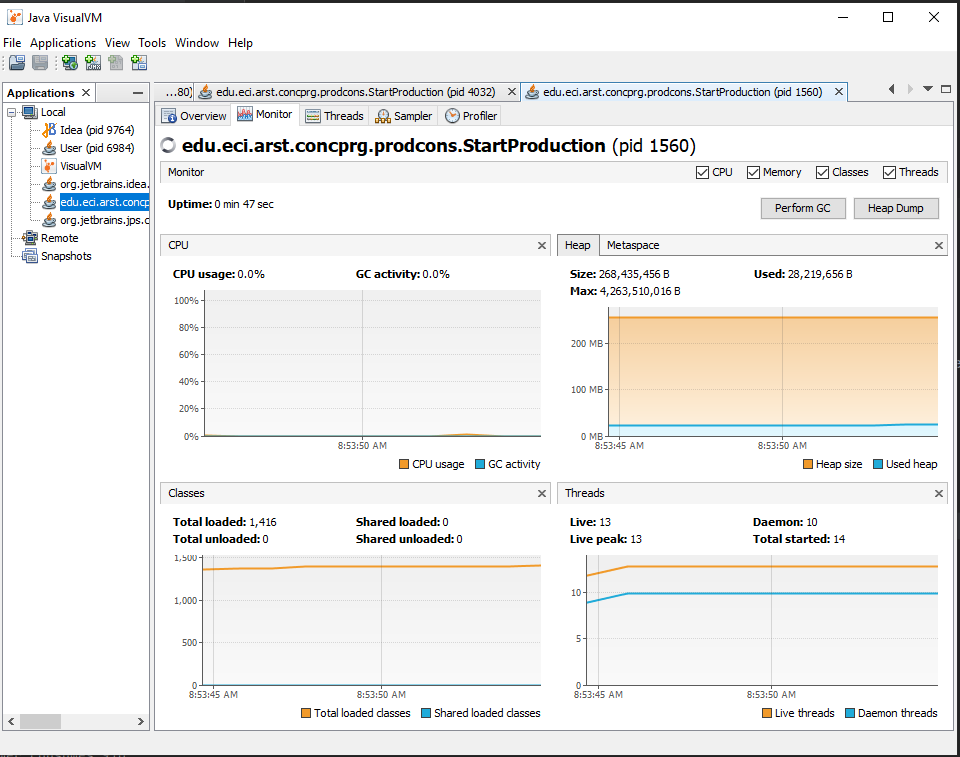 Java VisualVM
File Applications View Tools Window Help
Applications
Local
Idea (pid 9764)
User (pid 6984)
VisualVM
org.jetbrains.idea.
edu.eci.arst.concp
org.jetbrains.jps.c
Remote
Snapshots
...80) edu.eci.arst.concprg.prodcons.StartProduction (pid 4032) edu.eci.arst.concprg.prodcons.StartProduction (pid 1560)
Overview Monitor Threads Sampler Profiler
edu.eci.arst.concprg.prodcons.StartProduction (pid 1560)
Monitor CPU Memory Classes Threads
Uptime: 0 min 47 sec
Perform GC Heap Dump
CPU
CPU usage: 0.0% GC activity: 0.0%
100%
80%
60%
40%
20%
0%
8:53:50 AM
CPU usage GC activity
Heap Metaspace
Size: 268,435,456 B Used: 28,219,656 B
Max: 4,263,510,016 B
200 MB
100 MB
0 MB
8:53:45 AM 8:53:50 AM
Heap size Used heap
Classes
Total loaded: 1,416 Shared loaded: 0
Total unloaded: 0 Shared unloaded: 0
1,500
1,000
500
0
8:53:45 AM 8:53:50 AM
Total loaded classes Shared loaded classes
Threads
Live: 13 Daemon: 10
Live peak: 13 Total started: 14
10
5
0
8:53:45 AM 8:53:50 AM
Live threads Daemon threads